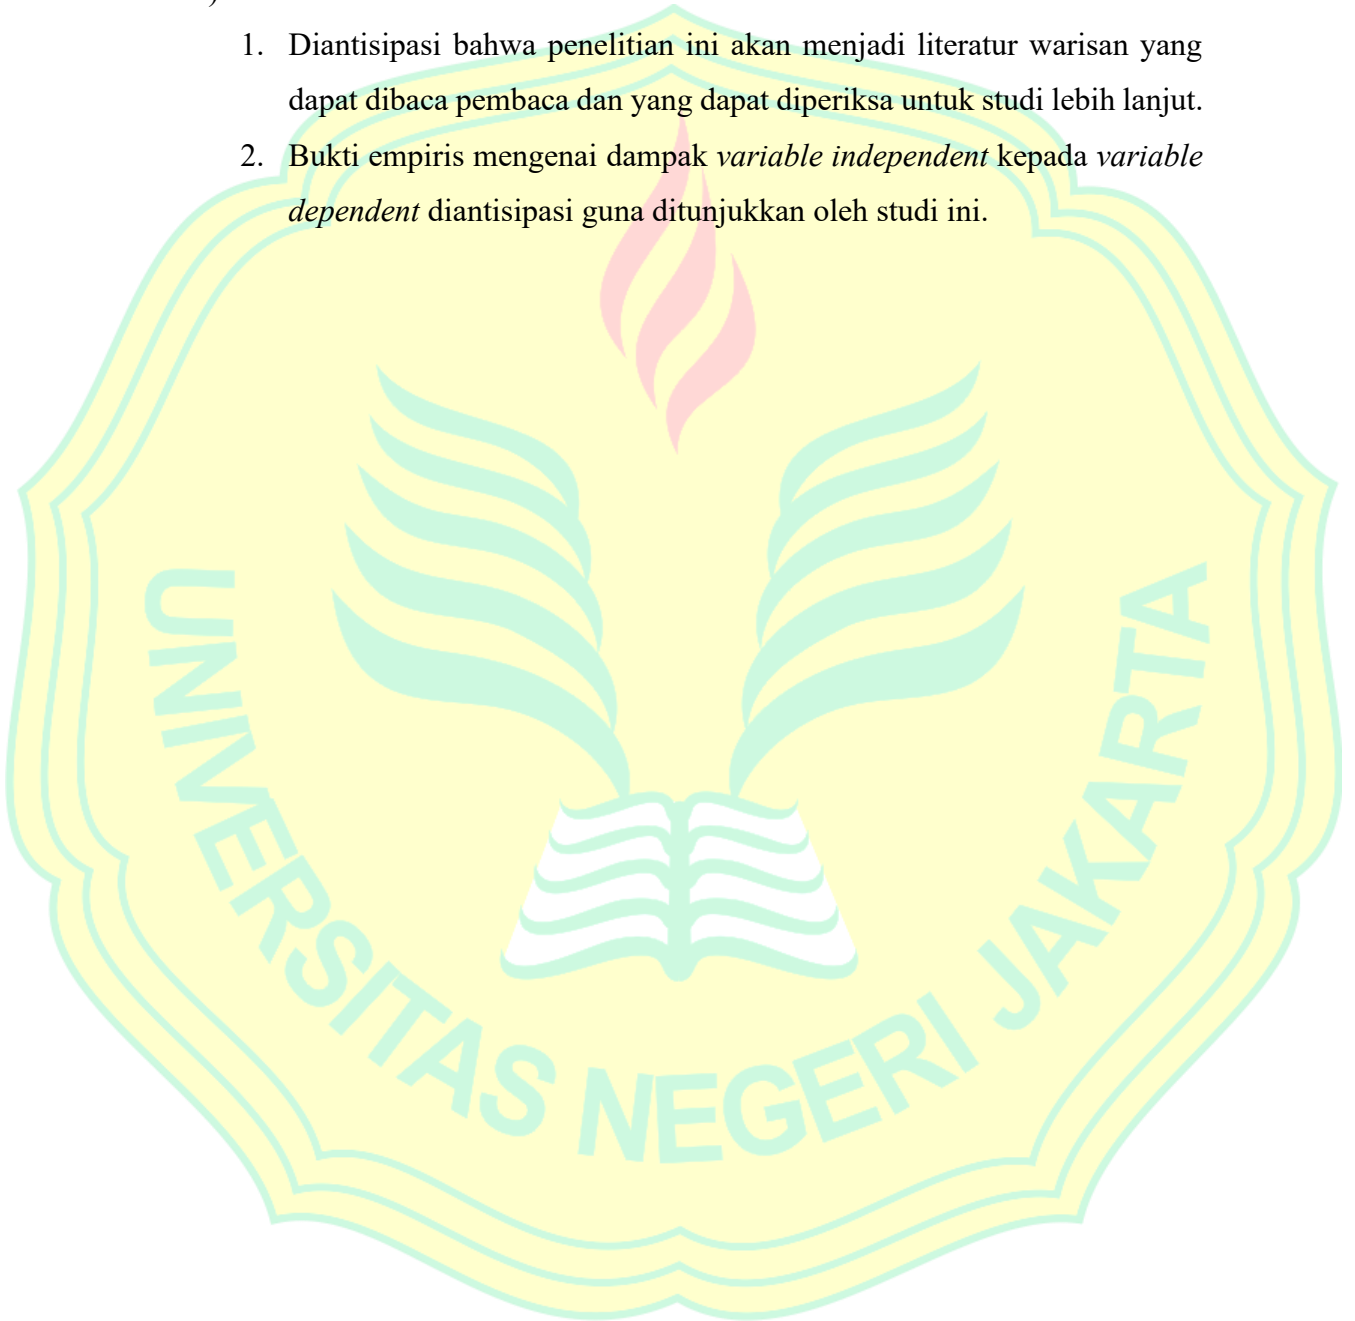 1. Diantisipasi bahwa penelitian ini akan menjadi literatur warisan yang
dapat dibaca pembaca dan yang dapat diperiksa untuk studi lebih lanjut.
2. Bukti empiris mengenai dampak variable independent kepada variable
dependent diantisipasi guna ditunjukkan oleh studi ini.
UNIVERSITAS NEGERI JAKARTA